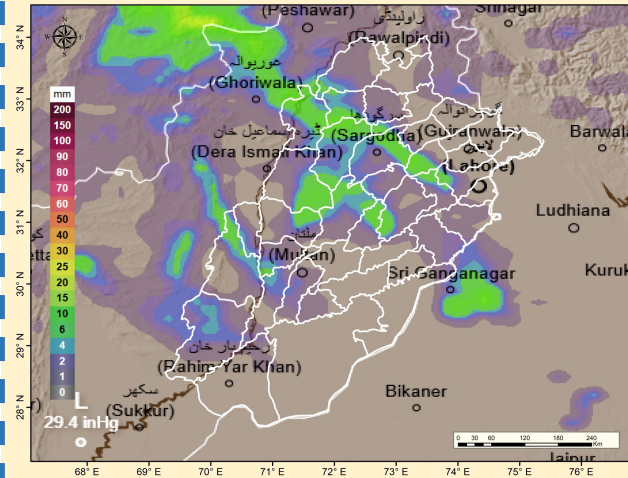 (Peshawar)
Srinagar
راولپنڈی
(Rawalpindi)
34° N
N
W
E
S
غوریوالہ
(Ghoriwala)
mm
200
150
100
90
80
70
60
50
40
30
25
20
15
10
6
4
2
1
0
33° N
سرگودھا
گوجرانوالہ
ڈیرہ اسماعیل خان
(Sargodha)
(Gujranwala)
Barwala
لاہور
(Dera Ismail Khan)
(Lahore)
32° N
Ludhiana
31° N
ملتان
(Multan)
Sri Ganganagar
Kuruk
30° N
29° N
رحیم یار خان
(Rahim Yar Khan)
سکھر
(Sukkur)
Bikaner
28° N
L
29.4 inHg
0 30 60 120 180 240
Km
Jaipur
68° E 69° E 70° E 71° E 72° E 73° E 74° E 75° E 76° E